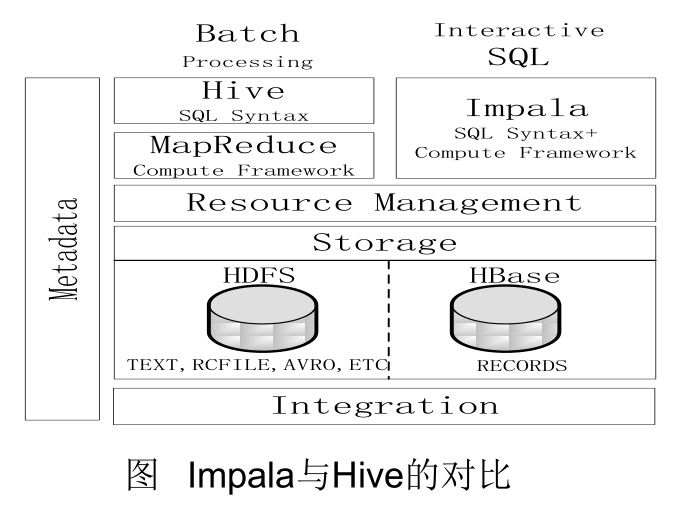 Batch
Processing
Interactive
SQL
Hive
SQL Syntax
MapReduce
Compute Framework
Impala
SQL Syntax+
Compute Framework
Metadata
Resource Management
Storage
HDFS
HBase
TEXT, RCFILE, AVRO, ETC
RECORDS
Integration
图 Impala与Hive的对比